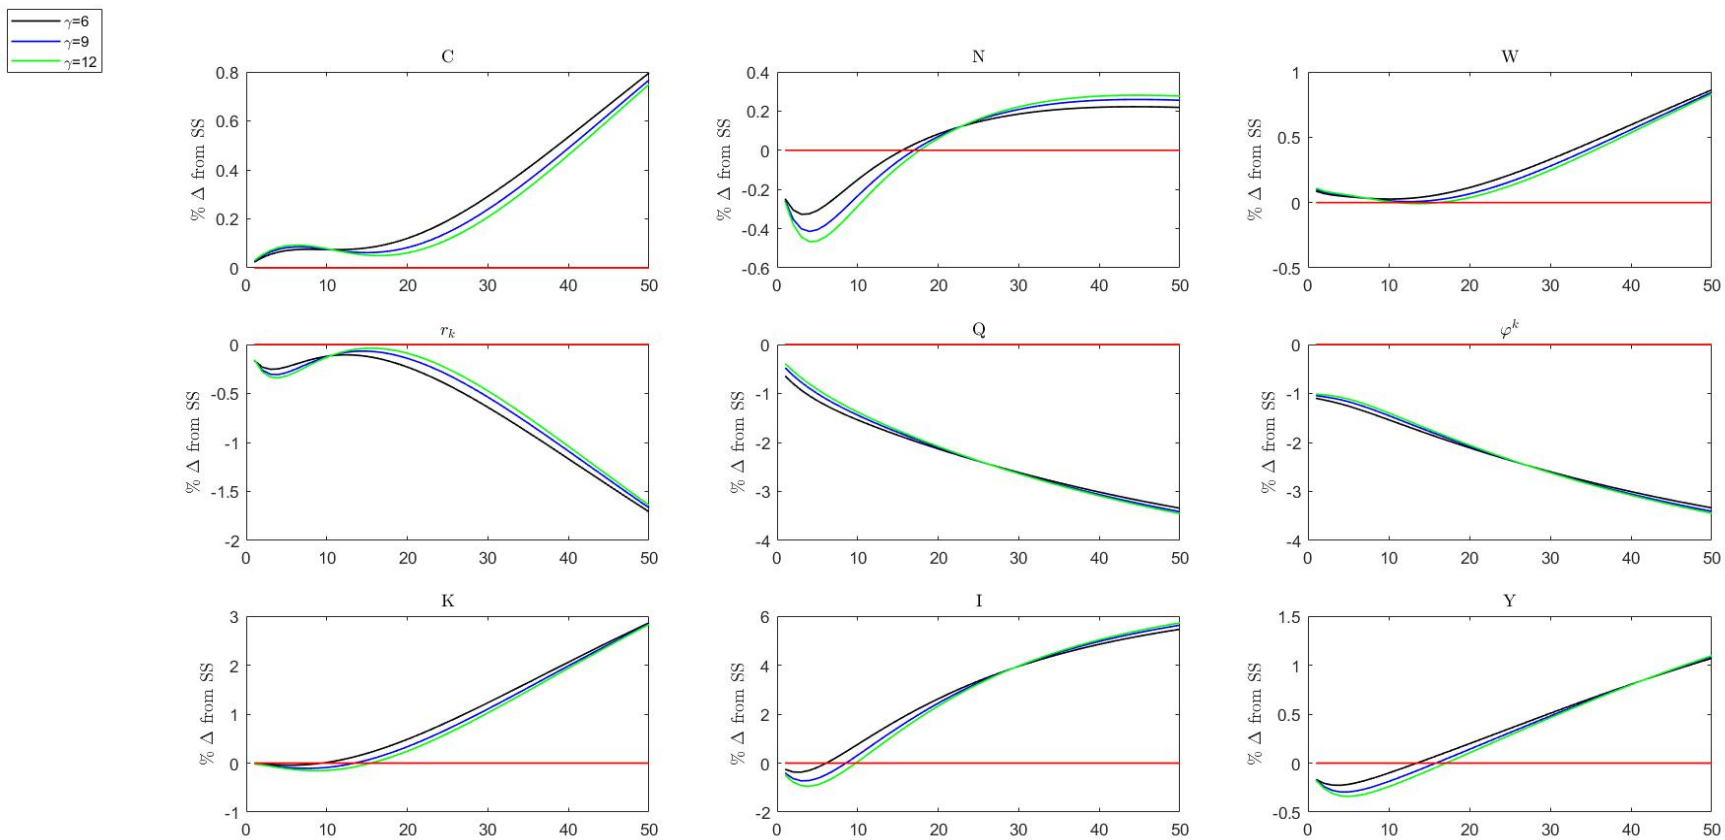 γ=6
γ=9
γ=12
C
% Δ from SS
0.8
0.6
0.4
0.2
0
0 10 20 30 40 50
N
% Δ from SS
0.4
0.2
0
-0.2
-0.4
-0.6
0 10 20 30 40 50
W
% Δ from SS
1
0.5
0
-0.5
0 10 20 30 40 50
r_k
% Δ from SS
0
-0.5
-1
-1.5
-2
0 10 20 30 40 50
Q
% Δ from SS
0
-1
-2
-3
-4
0 10 20 30 40 50
φ^k
% Δ from SS
0
-1
-2
-3
-4
0 10 20 30 40 50
K
% Δ from SS
3
2
1
0
-1
0 10 20 30 40 50
I
% Δ from SS
6
4
2
0
-2
0 10 20 30 40 50
Y
% Δ from SS
1.5
1
0.5
0
-0.5
0 10 20 30 40 50